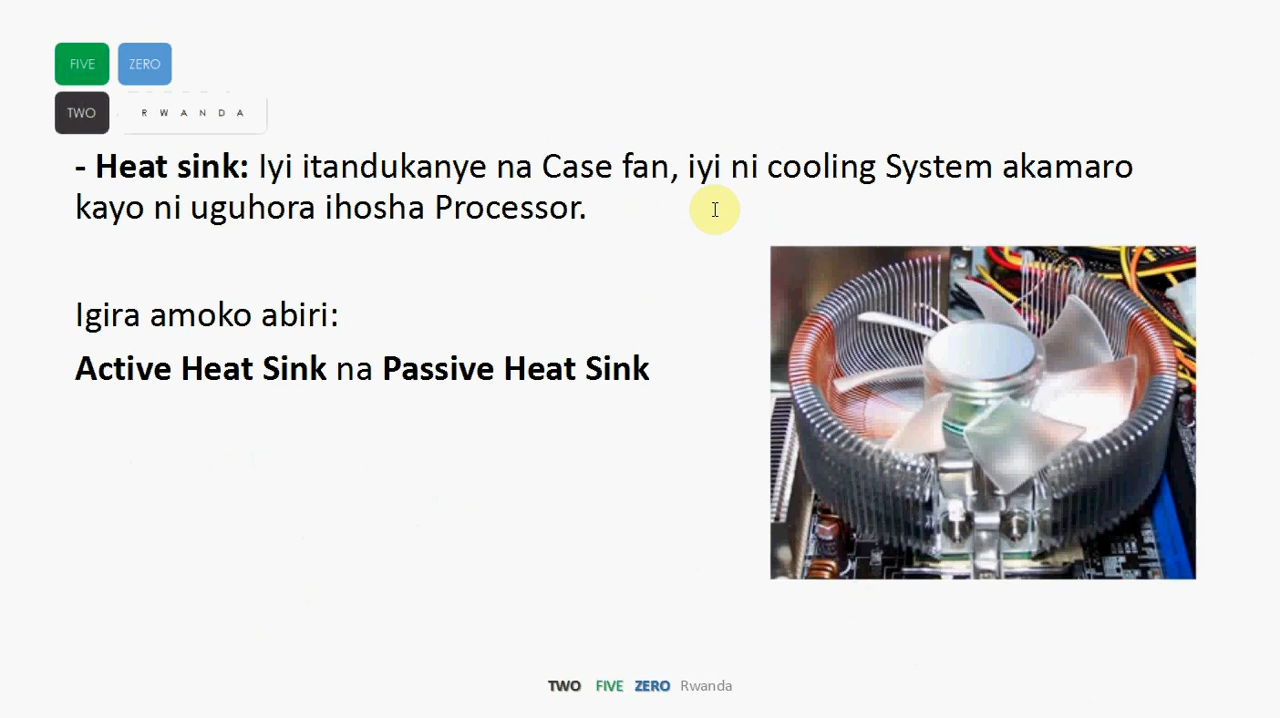 FIVE ZERO
TWO RWANDA
- Heat sink: Iyi itandukanye na Case fan, iyi ni cooling System akamaro
kayo ni uguhora ihosha Processor.
Igira amoko abiri:
Active Heat Sink na Passive Heat Sink
TWO FIVE ZERO Rwanda